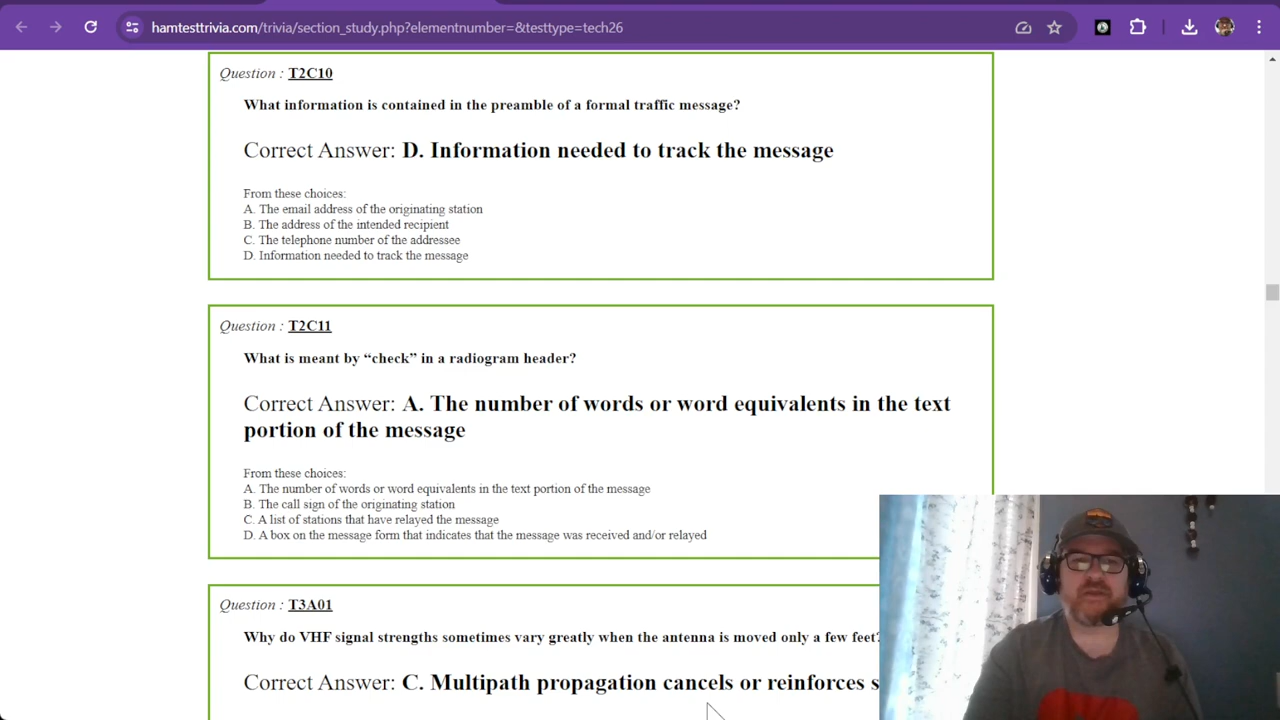 hamtesttrivia.com/trivia/section_study.php?elementnumber=&testtype=tech26
Question : T2C10
What information is contained in the preamble of a formal traffic message?
Correct Answer: D. Information needed to track the message
From these choices:
A. The email address of the originating station
B. The address of the intended recipient
C. The telephone number of the addressee
D. Information needed to track the message
Question : T2C11
What is meant by “check” in a radiogram header?
Correct Answer: A. The number of words or word equivalents in the text
portion of the message
From these choices:
A. The number of words or word equivalents in the text portion of the message
B. The call sign of the originating station
C. A list of stations that have relayed the message
D. A box on the message form that indicates that the message was received and/or relayed
Question : T3A01
Why do VHF signal strengths sometimes vary greatly when the antenna is moved only a few feet?
Correct Answer: C. Multipath propagation cancels or reinforces s